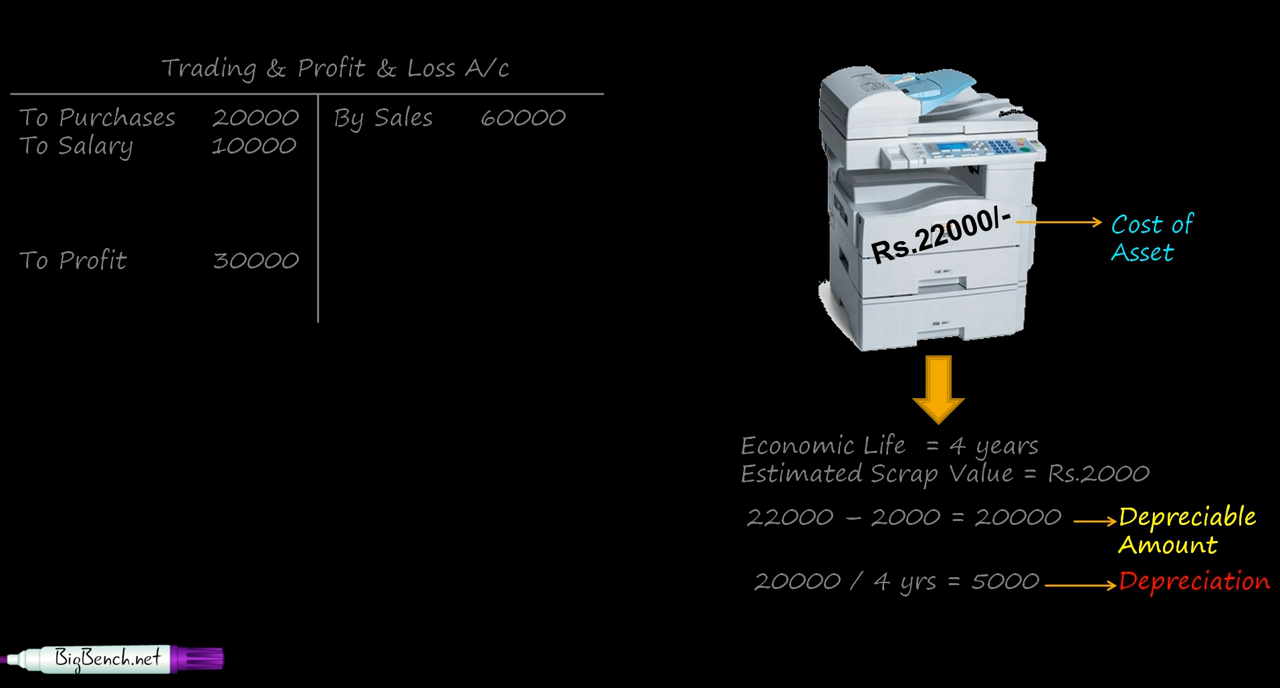 Trading & Profit & Loss A/c
To Purchases 20000 By Sales 60000
To Salary 10000
To Profit 30000
Rs.22000/-
Cost of
Asset
Economic Life = 4 years
Estimated Scrap Value = Rs.2000
22000 – 2000 = 20000 Depreciable
Amount
20000 / 4 yrs = 5000 Depreciation
BigBench.net